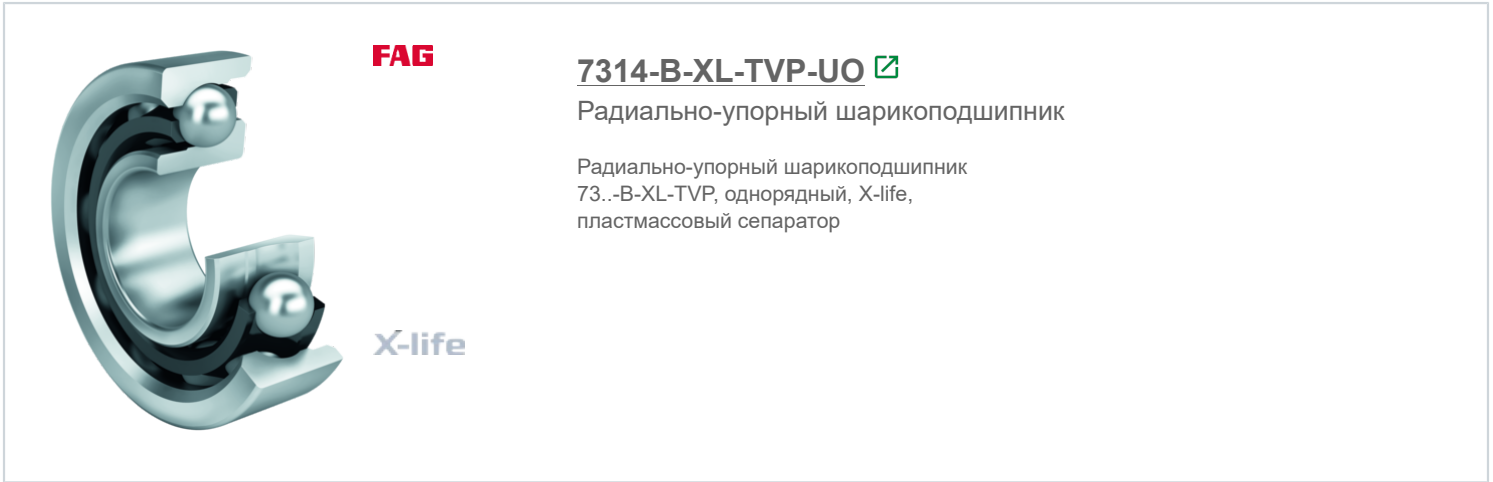 FAG
7314-B-XL-TVP-UO
Радиально-упорный шарикоподшипник
Радиально-упорный шарикоподшипник
73..-B-XL-TVP, однорядный, X-life,
пластмассовый сепаратор
X-life